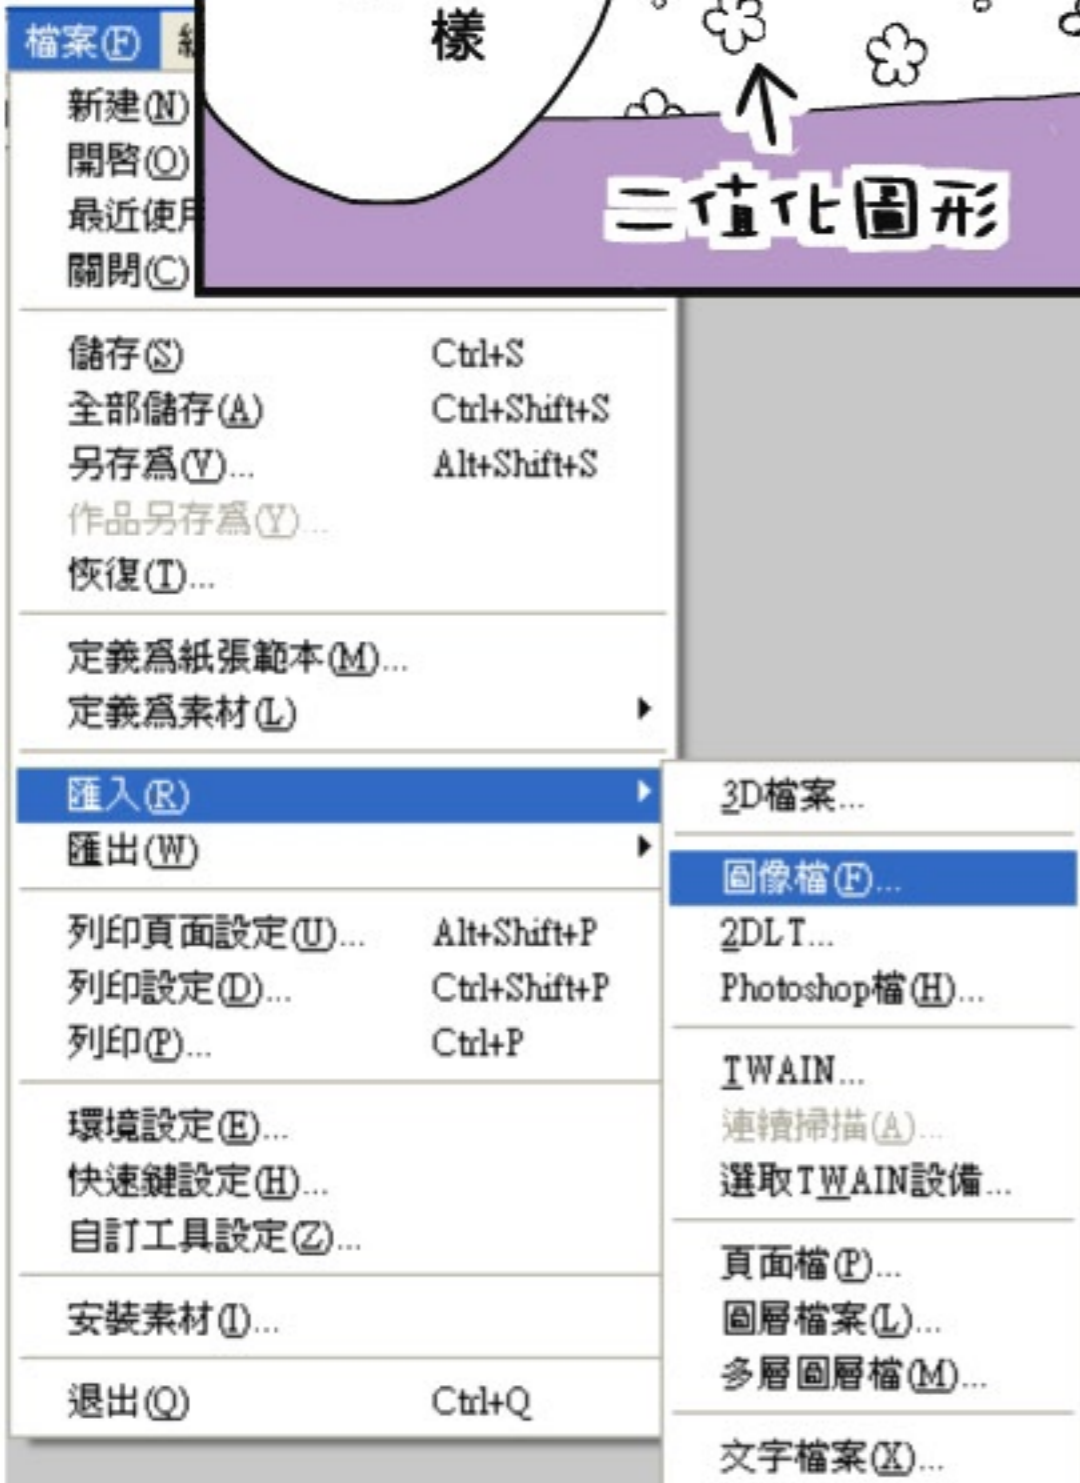 樣
二值化圖形
檔案(F)
新建(N)
開啓(O)
最近使用
關閉(C)
儲存(S) Ctrl+S
全部儲存(A) Ctrl+Shift+S
另存爲(V)... Alt+Shift+S
作品另存爲(Y)...
恢復(T)...
定義爲紙張範本(M)...
定義爲素材(L)
匯入(R)
匯出(W)
列印頁面設定(U)... Alt+Shift+P
列印設定(D)... Ctrl+Shift+P
列印(P)... Ctrl+P
環境設定(E)...
快速鍵設定(H)...
自訂工具設定(Z)...
安裝素材(I)...
退出(Q) Ctrl+Q
3D檔案...
圖像檔(F)...
2DLT...
Photoshop檔(H)...
TWAIN...
連續掃描(A)...
選取TWAIN設備...
頁面檔(P)...
圖層檔案(L)...
多層圖層檔(M)...
文字檔案(X)...